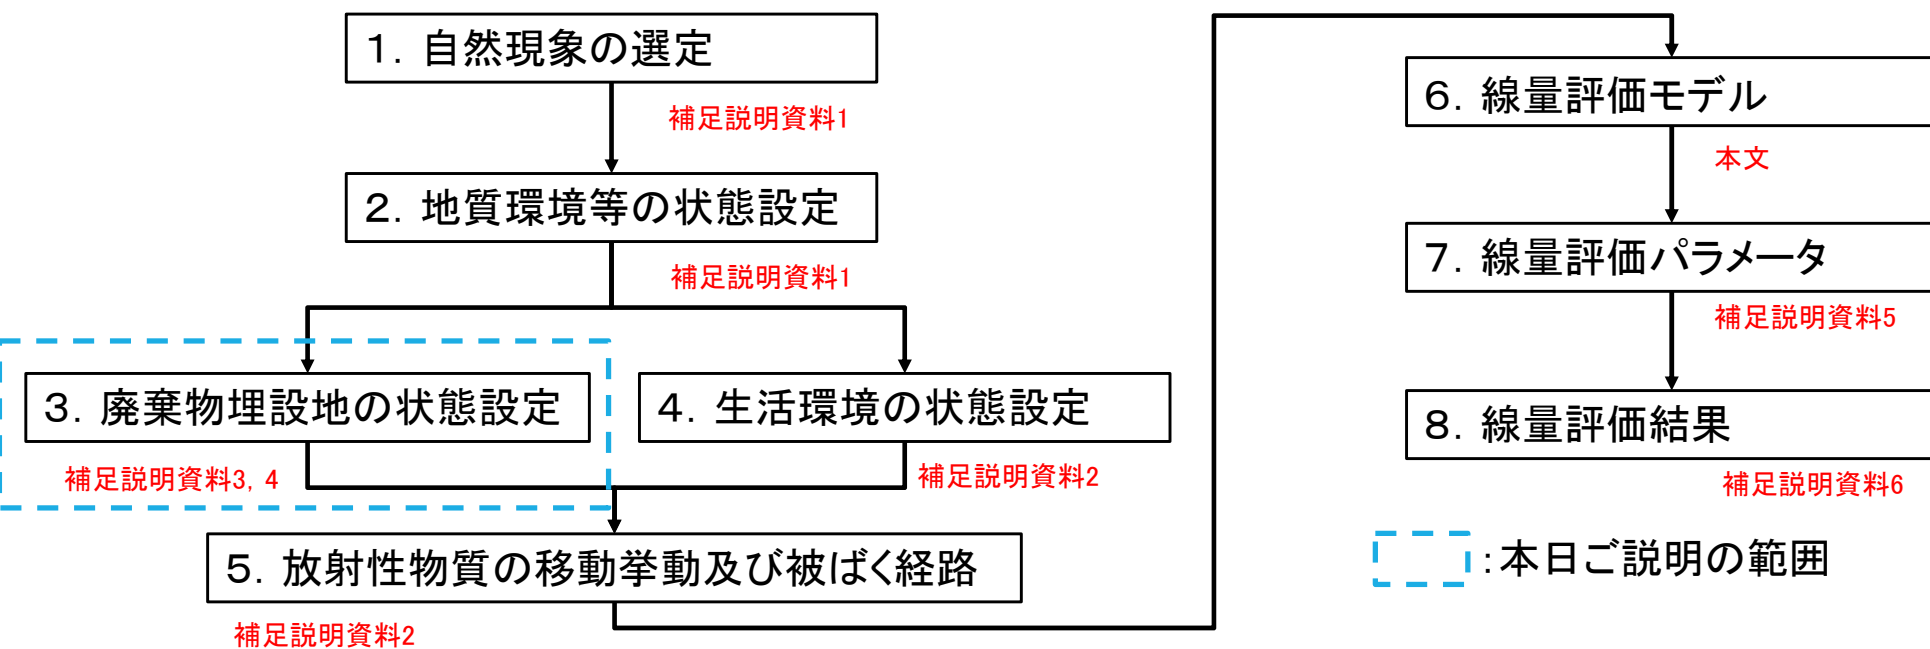 １．自然現象の選定
補足説明資料1
２．地質環境等の状態設定
補足説明資料1
３．廃棄物埋設地の状態設定
補足説明資料3, 4
４．生活環境の状態設定
補足説明資料2
５．放射性物質の移動挙動及び被ばく経路
補足説明資料2
６．線量評価モデル
本文
７．線量評価パラメータ
補足説明資料5
８．線量評価結果
補足説明資料6
：本日ご説明の範囲